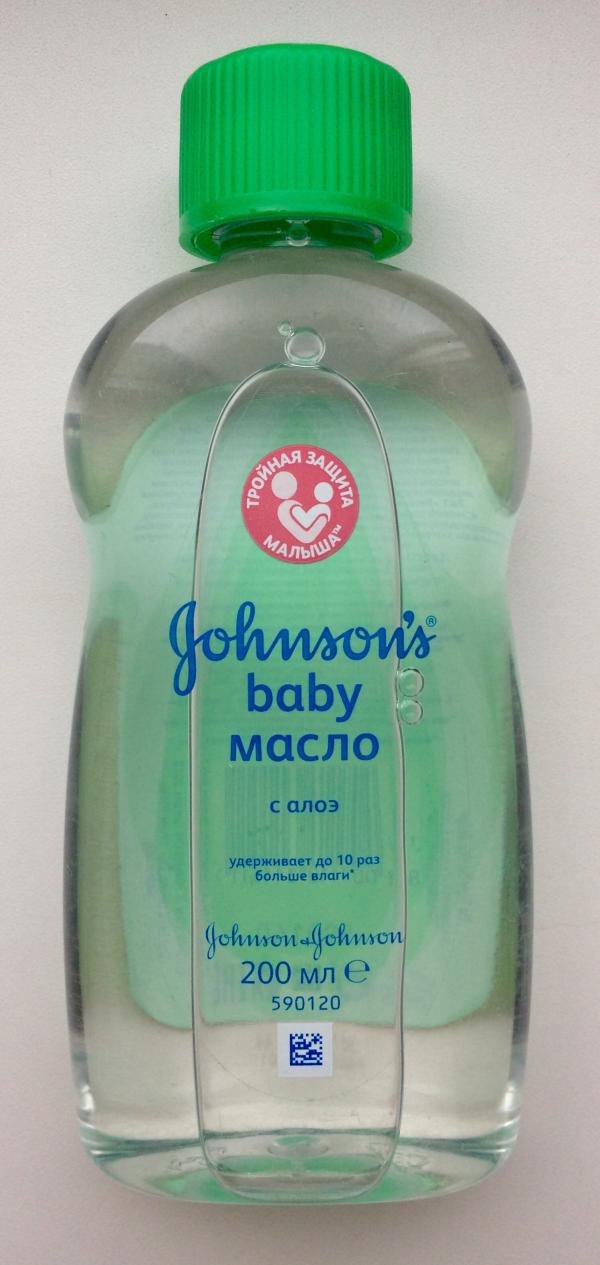 ТРОЙНАЯ ЗАЩИТА
МАЛЫША™
Johnson's®
baby
масло
с алоэ
удерживает до 10 раз
больше влаги*
Johnson & Johnson
200 мл ℮
590120